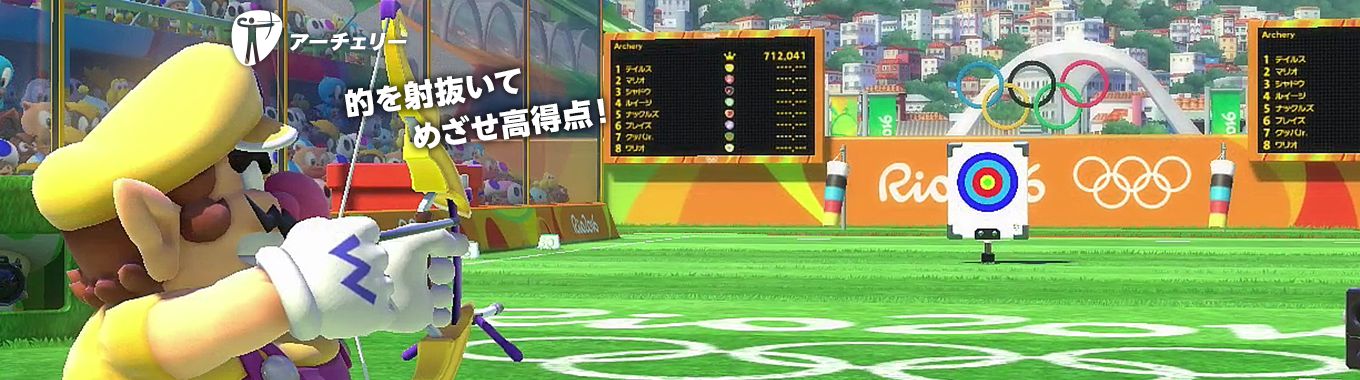 アーチェリー
的を射抜いて
めざせ高得点！
Archery
712,041
1 テイルス
2 マリオ
3 シャドウ
4 ルイージ
5 ナックルズ
6 ブレイズ
7 クッパJr.
8 ワリオ
Archery
1 テイルス
2 マリオ
3 シャドウ
4 ルイージ
5 ナックルズ
6 ブレイズ
7 クッパJr.
8 ワリオ
2016
Rio 6
Rio2016
W